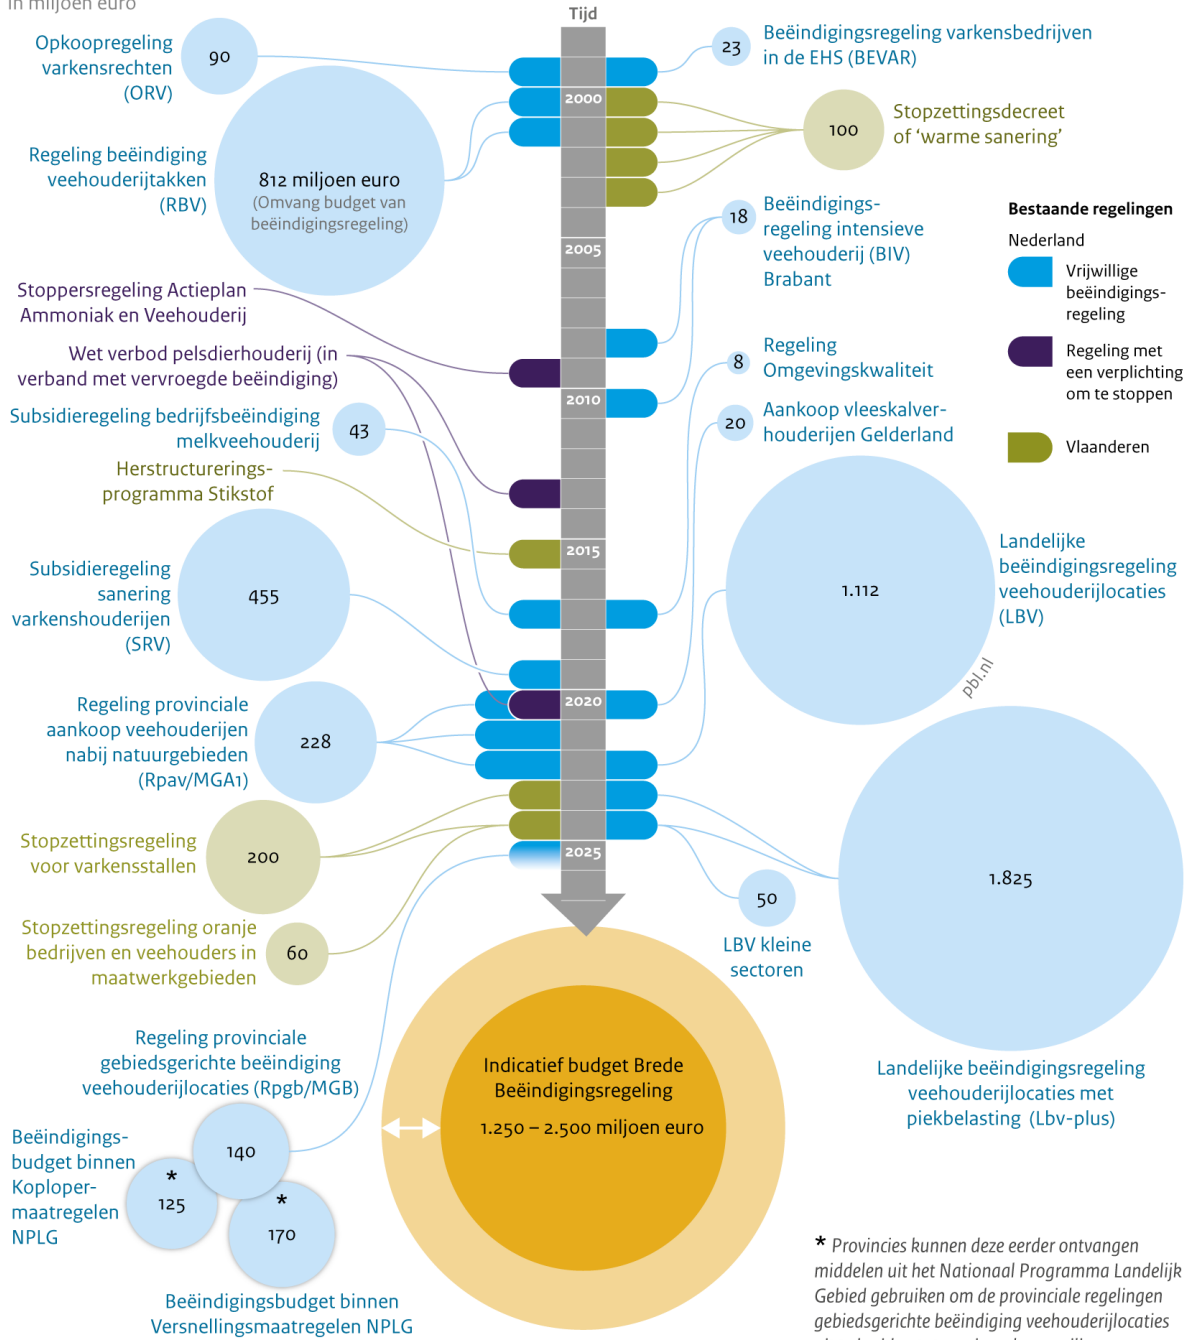 in miljoen euro
Tijd
Opkoopregeling
varkensrechten
(ORV)
90
23
Beëindigingsregeling varkensbedrijven
in de EHS (BEVAR)
2000
100
Stopzettingsdecreet
of ‘warme sanering’
Regeling beëindiging
veehouderijtakken
(RBV)
812 miljoen euro
(Omvang budget van
beëindigingsregeling)
18
Beëindigings-
regeling intensieve
veehouderij (BIV)
Brabant
2005
Bestaande regelingen
Nederland
Vrijwillige
beëindigings-
regeling
Regeling met
een verplichting
om te stoppen
Vlaanderen
Stoppersregeling Actieplan
Ammoniak en Veehouderij
Wet verbod pelsdierhouderij (in
verband met vervroegde beëindiging)
8
Regeling
Omgevingskwaliteit
2010
Subsidieregeling bedrijfsbeëindiging
melkveehouderij
43
20
Aankoop vleeskalver-
houderijen Gelderland
Herstructurerings-
programma Stikstof
2015
Subsidieregeling
sanering
varkenshouderijen
(SRV)
455
1.112
Landelijke
beëindigingsregeling
veehouderijlocaties
(LBV)
pbl.nl
2020
Regeling provinciale
aankoop veehouderijen
nabij natuurgebieden
(Rpav/MGA1)
228
Stopzettingsregeling
voor varkensstallen
200
2025
1.825
50
LBV kleine
sectoren
Stopzettingsregeling oranje
bedrijven en veehouders in
maatwerkgebieden
60
Landelijke beëindigingsregeling
veehouderijlocaties met
piekbelasting (Lbv-plus)
Indicatief budget Brede
Beëindigingsregeling
1.250 – 2.500 miljoen euro
Regeling provinciale
gebiedsgerichte beëindiging
veehouderijlocaties (Rpgb/MGB)
140
Beëindigings-
budget binnen
Koploper-
maatregelen
NPLG
*
125
*
170
Beëindigingsbudget binnen
Versnellingsmaatregelen NPLG
* Provincies kunnen deze eerder ontvangen
middelen uit het Nationaal Programma Landelijk
Gebied gebruiken om de provinciale regelingen
gebiedsgerichte beëindiging veehouderijlocaties